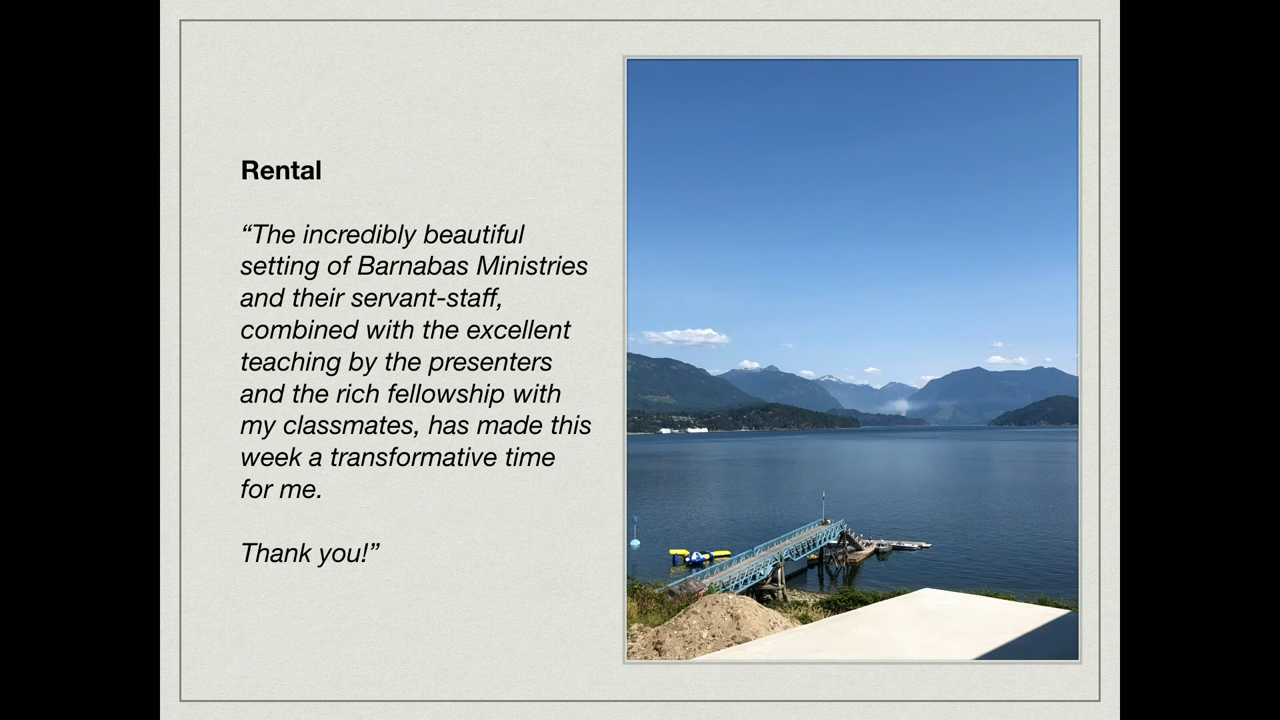 Rental
“The incredibly beautiful
setting of Barnabas Ministries
and their servant-staff,
combined with the excellent
teaching by the presenters
and the rich fellowship with
my classmates, has made this
week a transformative time
for me.
Thank you!”